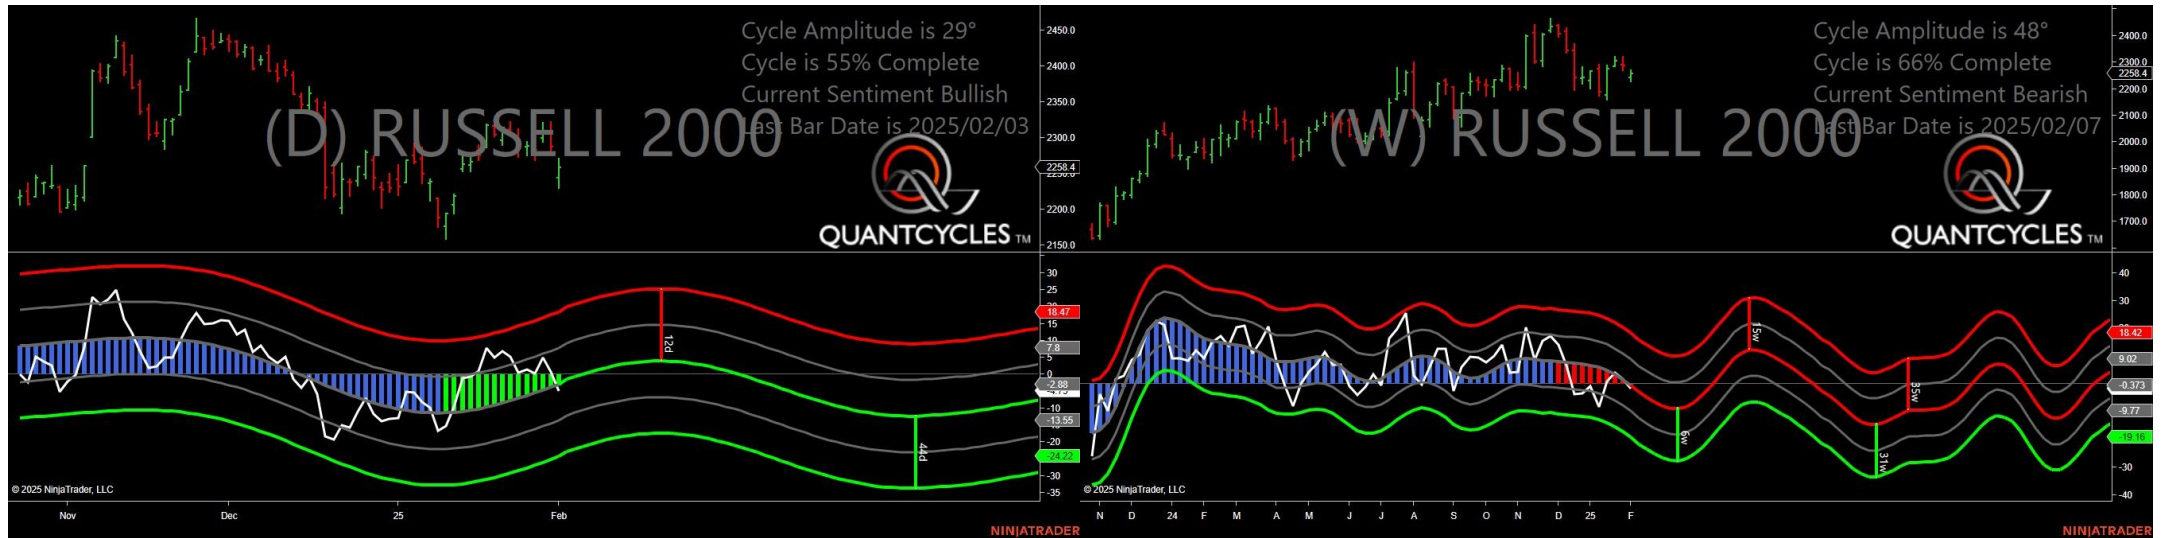 Cycle Amplitude is 29°
Cycle is 55% Complete
Current Sentiment Bullish
Last Bar Date is 2025/02/03
(D) RUSSELL 2000
QUANTCYCLES TM
2450.0
2400.0
2350.0
2300.0
2258.4
2200.0
2150.0
30
25
18.47
15
10
7.8
5
0
-2.88
-4.75
-10
-13.55
-20
-24.22
-30
-35
12d
44d
© 2025 NinjaTrader, LLC
Nov
Dec
25
Feb
NINJATRADER
Cycle Amplitude is 48°
Cycle is 66% Complete
Current Sentiment Bearish
Last Bar Date is 2025/02/07
(W) RUSSELL 2000
QUANTCYCLES TM
2400.0
2300.0
2258.4
2200.0
2100.0
2000.0
1900.0
1800.0
1700.0
40
30
18.42
9.02
-0.373
-9.77
-19.16
-30
-40
15w
35w
6w
31w
© 2025 NinjaTrader, LLC
N D 24 F M A M J J A S O N D 25 F
NINJATRADER